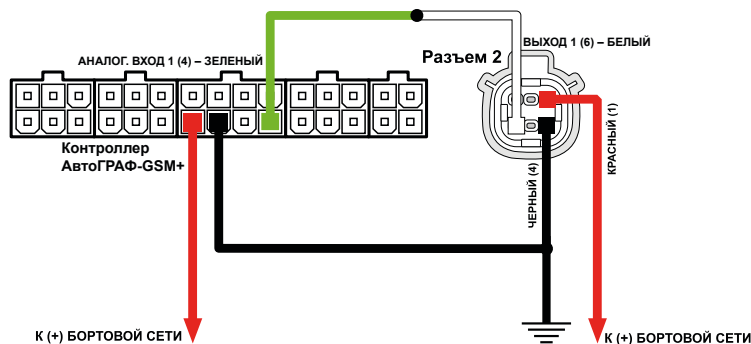 ВЫХОД 1 (6) – БЕЛЫЙ
АНАЛОГ. ВХОД 1 (4) – ЗЕЛЕНЫЙ
Разъем 2
Контроллер
АвтоГРАФ-GSM+
ЧЕРНЫЙ (4)
КРАСНЫЙ (1)
К (+) БОРТОВОЙ СЕТИ
К (+) БОРТОВОЙ СЕТИ